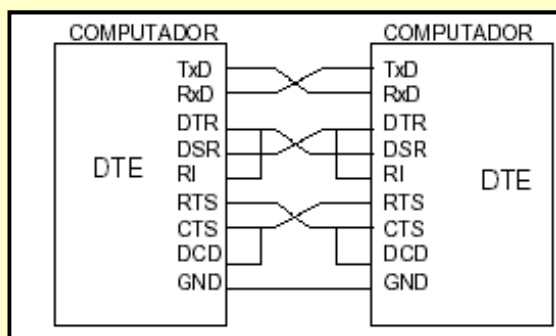 COMPUTADOR COMPUTADOR
TxD TxD
RxD RxD
DTR DTR
DSR DSR
RI RI
DTE DTE
RTS RTS
CTS CTS
DCD DCD
GND GND